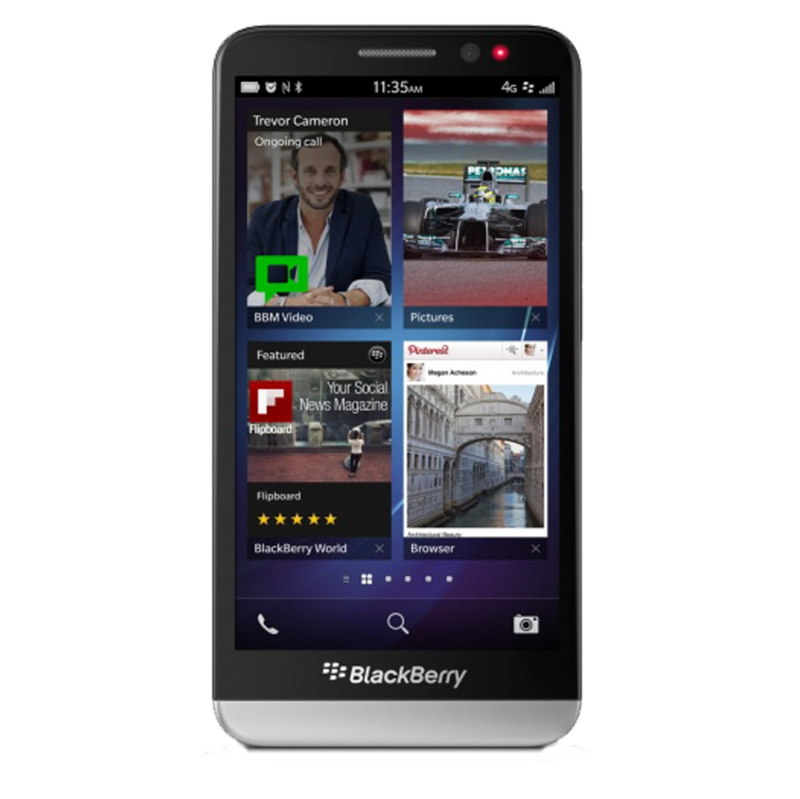 11:35AM
4G
Trevor Cameron
Ongoing call
PETRONAS
BBM Video
Pictures
Featured
Pinterest
Megan Acheson
Architecture
Your Social
News Magazine
Flipboard
Flipboard
Architectural Beauty
BlackBerry World
Browser
BlackBerry